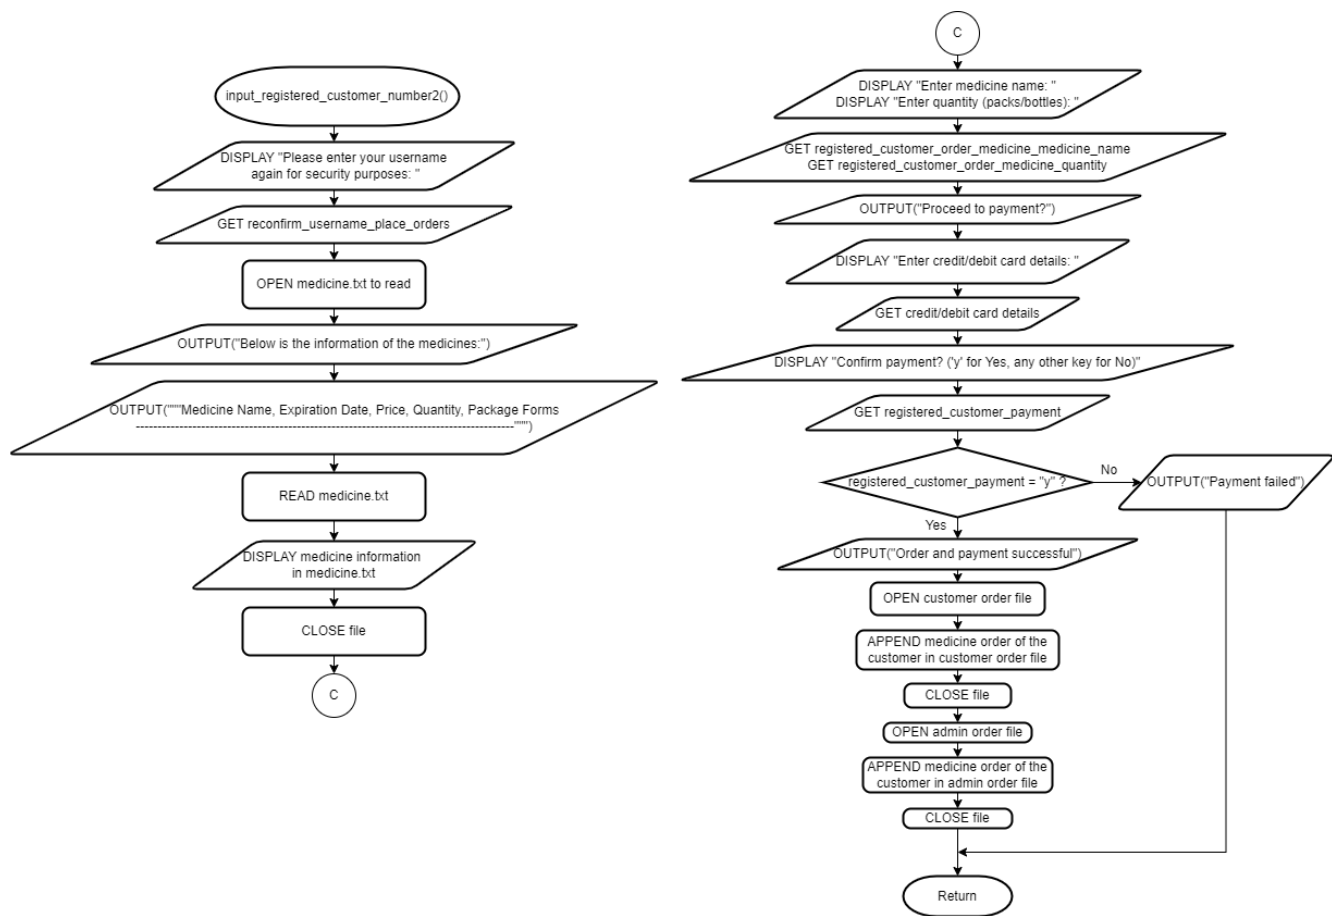 input_registered_customer_number2()
DISPLAY "Please enter your username
again for security purposes: "
GET reconfirm_username_place_orders
OPEN medicine.txt to read
OUTPUT("Below is the information of the medicines:")
OUTPUT("""Medicine Name, Expiration Date, Price, Quantity, Package Forms
----------------------------------------------------------------------------------------""")
READ medicine.txt
DISPLAY medicine information
in medicine.txt
CLOSE file
C
C
DISPLAY "Enter medicine name: "
DISPLAY "Enter quantity (packs/bottles): "
GET registered_customer_order_medicine_medicine_name
GET registered_customer_order_medicine_quantity
OUTPUT("Proceed to payment?")
DISPLAY "Enter credit/debit card details: "
GET credit/debit card details
DISPLAY "Confirm payment? ('y' for Yes, any other key for No)"
GET registered_customer_payment
registered_customer_payment = "y" ?
No
OUTPUT("Payment failed")
Yes
OUTPUT("Order and payment successful")
OPEN customer order file
APPEND medicine order of the
customer in customer order file
CLOSE file
OPEN admin order file
APPEND medicine order of the
customer in admin order file
CLOSE file
Return